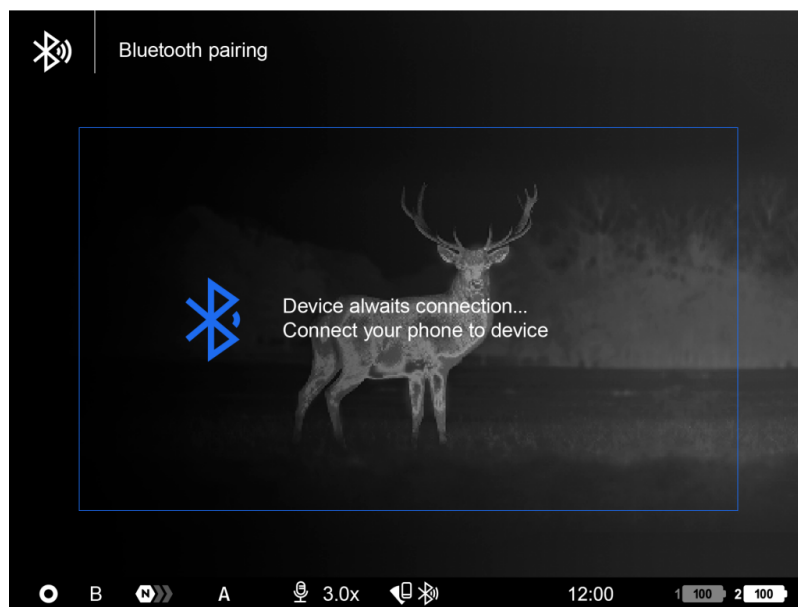 Bluetooth pairing
Device alwaits connection...
Connect your phone to device
B N A 3.0x 12:00 1 100 2 100